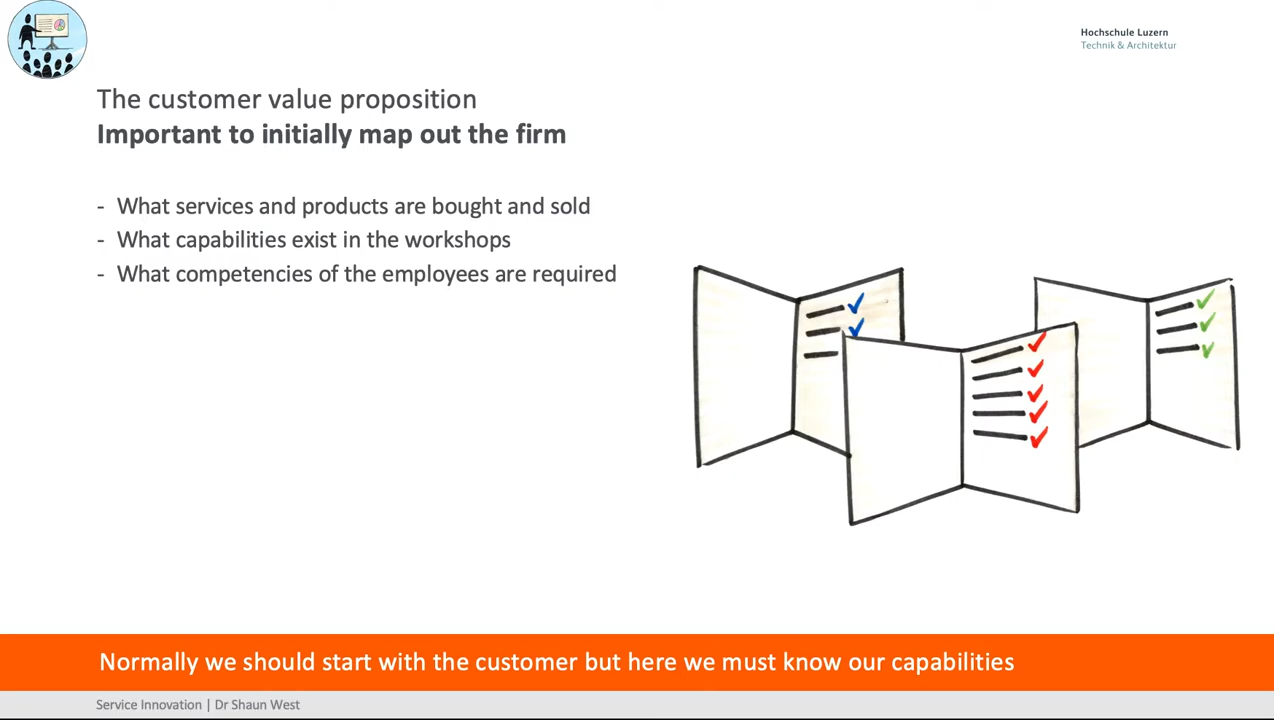 Hochschule Luzern
Technik & Architektur
The customer value proposition
Important to initially map out the firm
- What services and products are bought and sold
- What capabilities exist in the workshops
- What competencies of the employees are required
Normally we should start with the customer but here we must know our capabilities
Service Innovation | Dr Shaun West